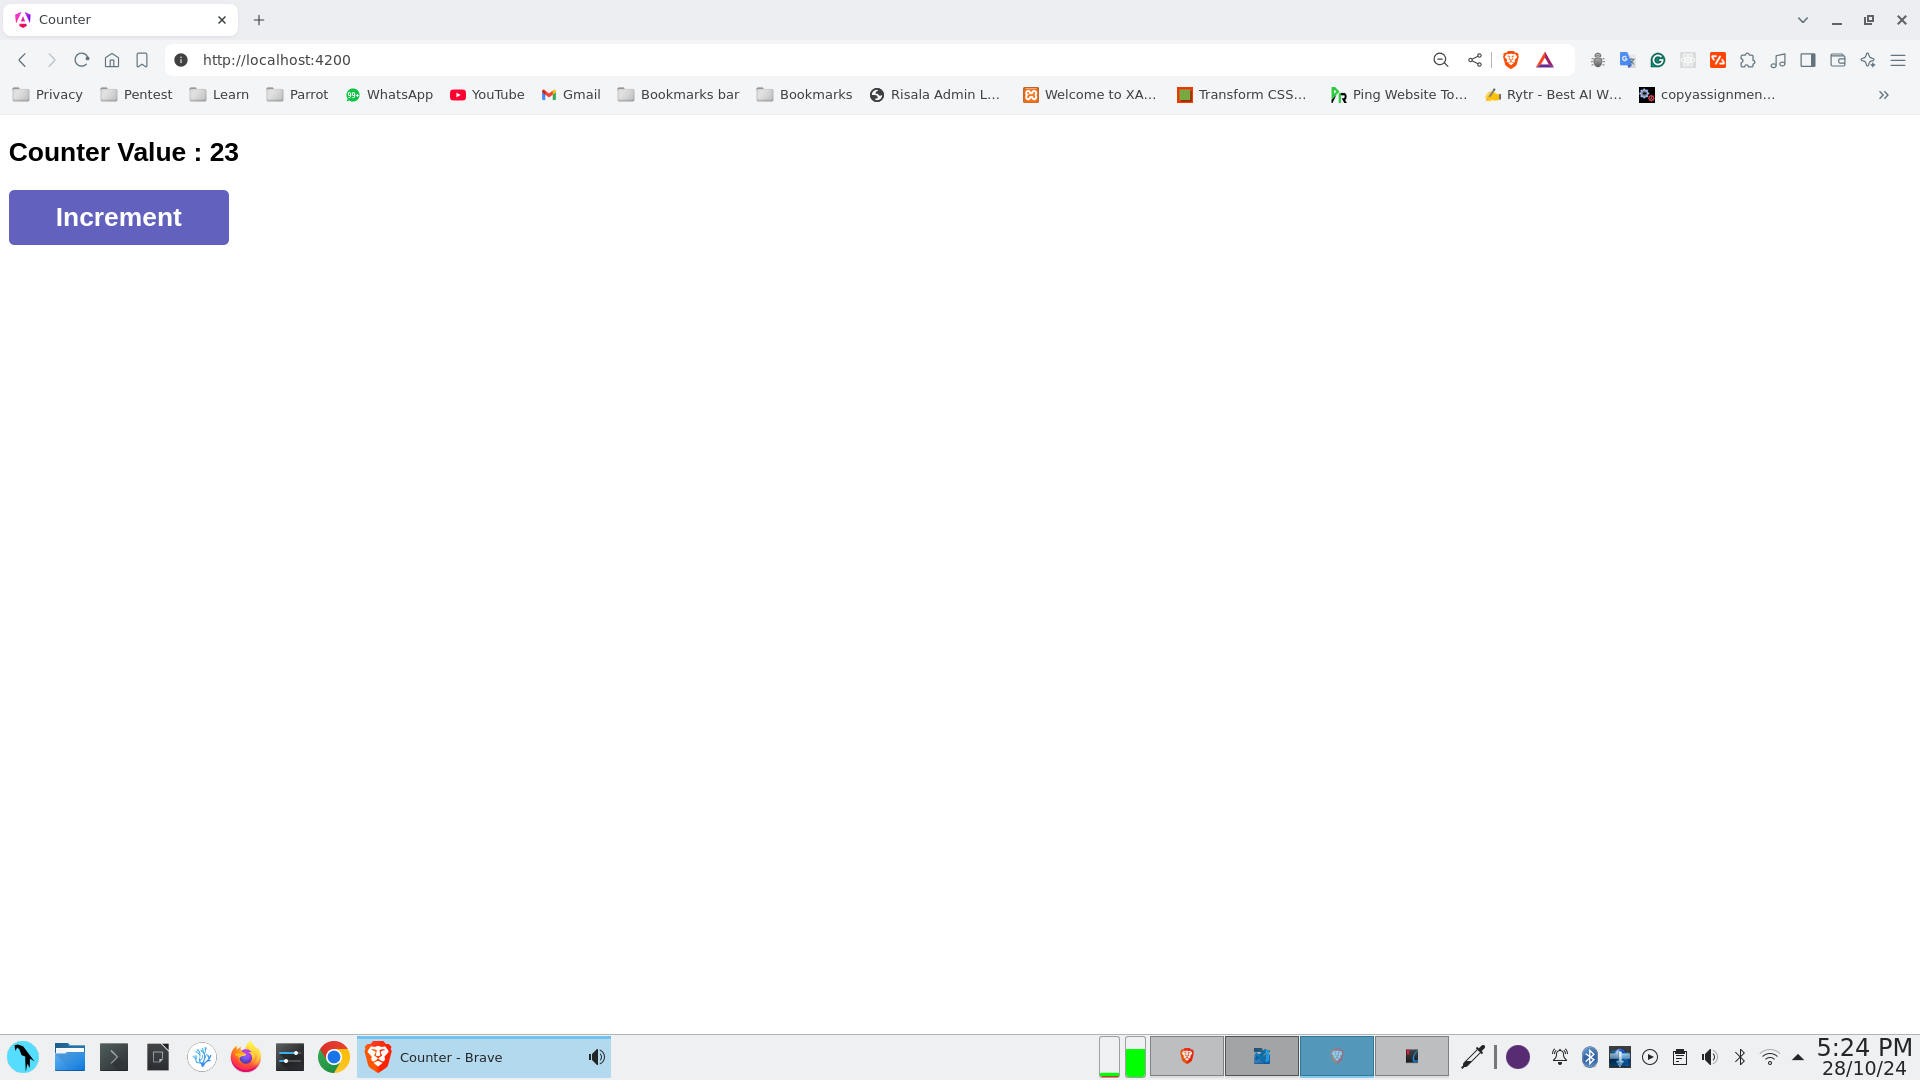 Counter
http://localhost:4200
Privacy Pentest Learn Parrot WhatsApp YouTube Gmail Bookmarks bar Bookmarks Risala Admin L... Welcome to XA... Transform CSS... Ping Website To... Rytr - Best AI W... copyassignmen...
Counter Value : 23
Increment
Counter - Brave
5:24 PM
28/10/24